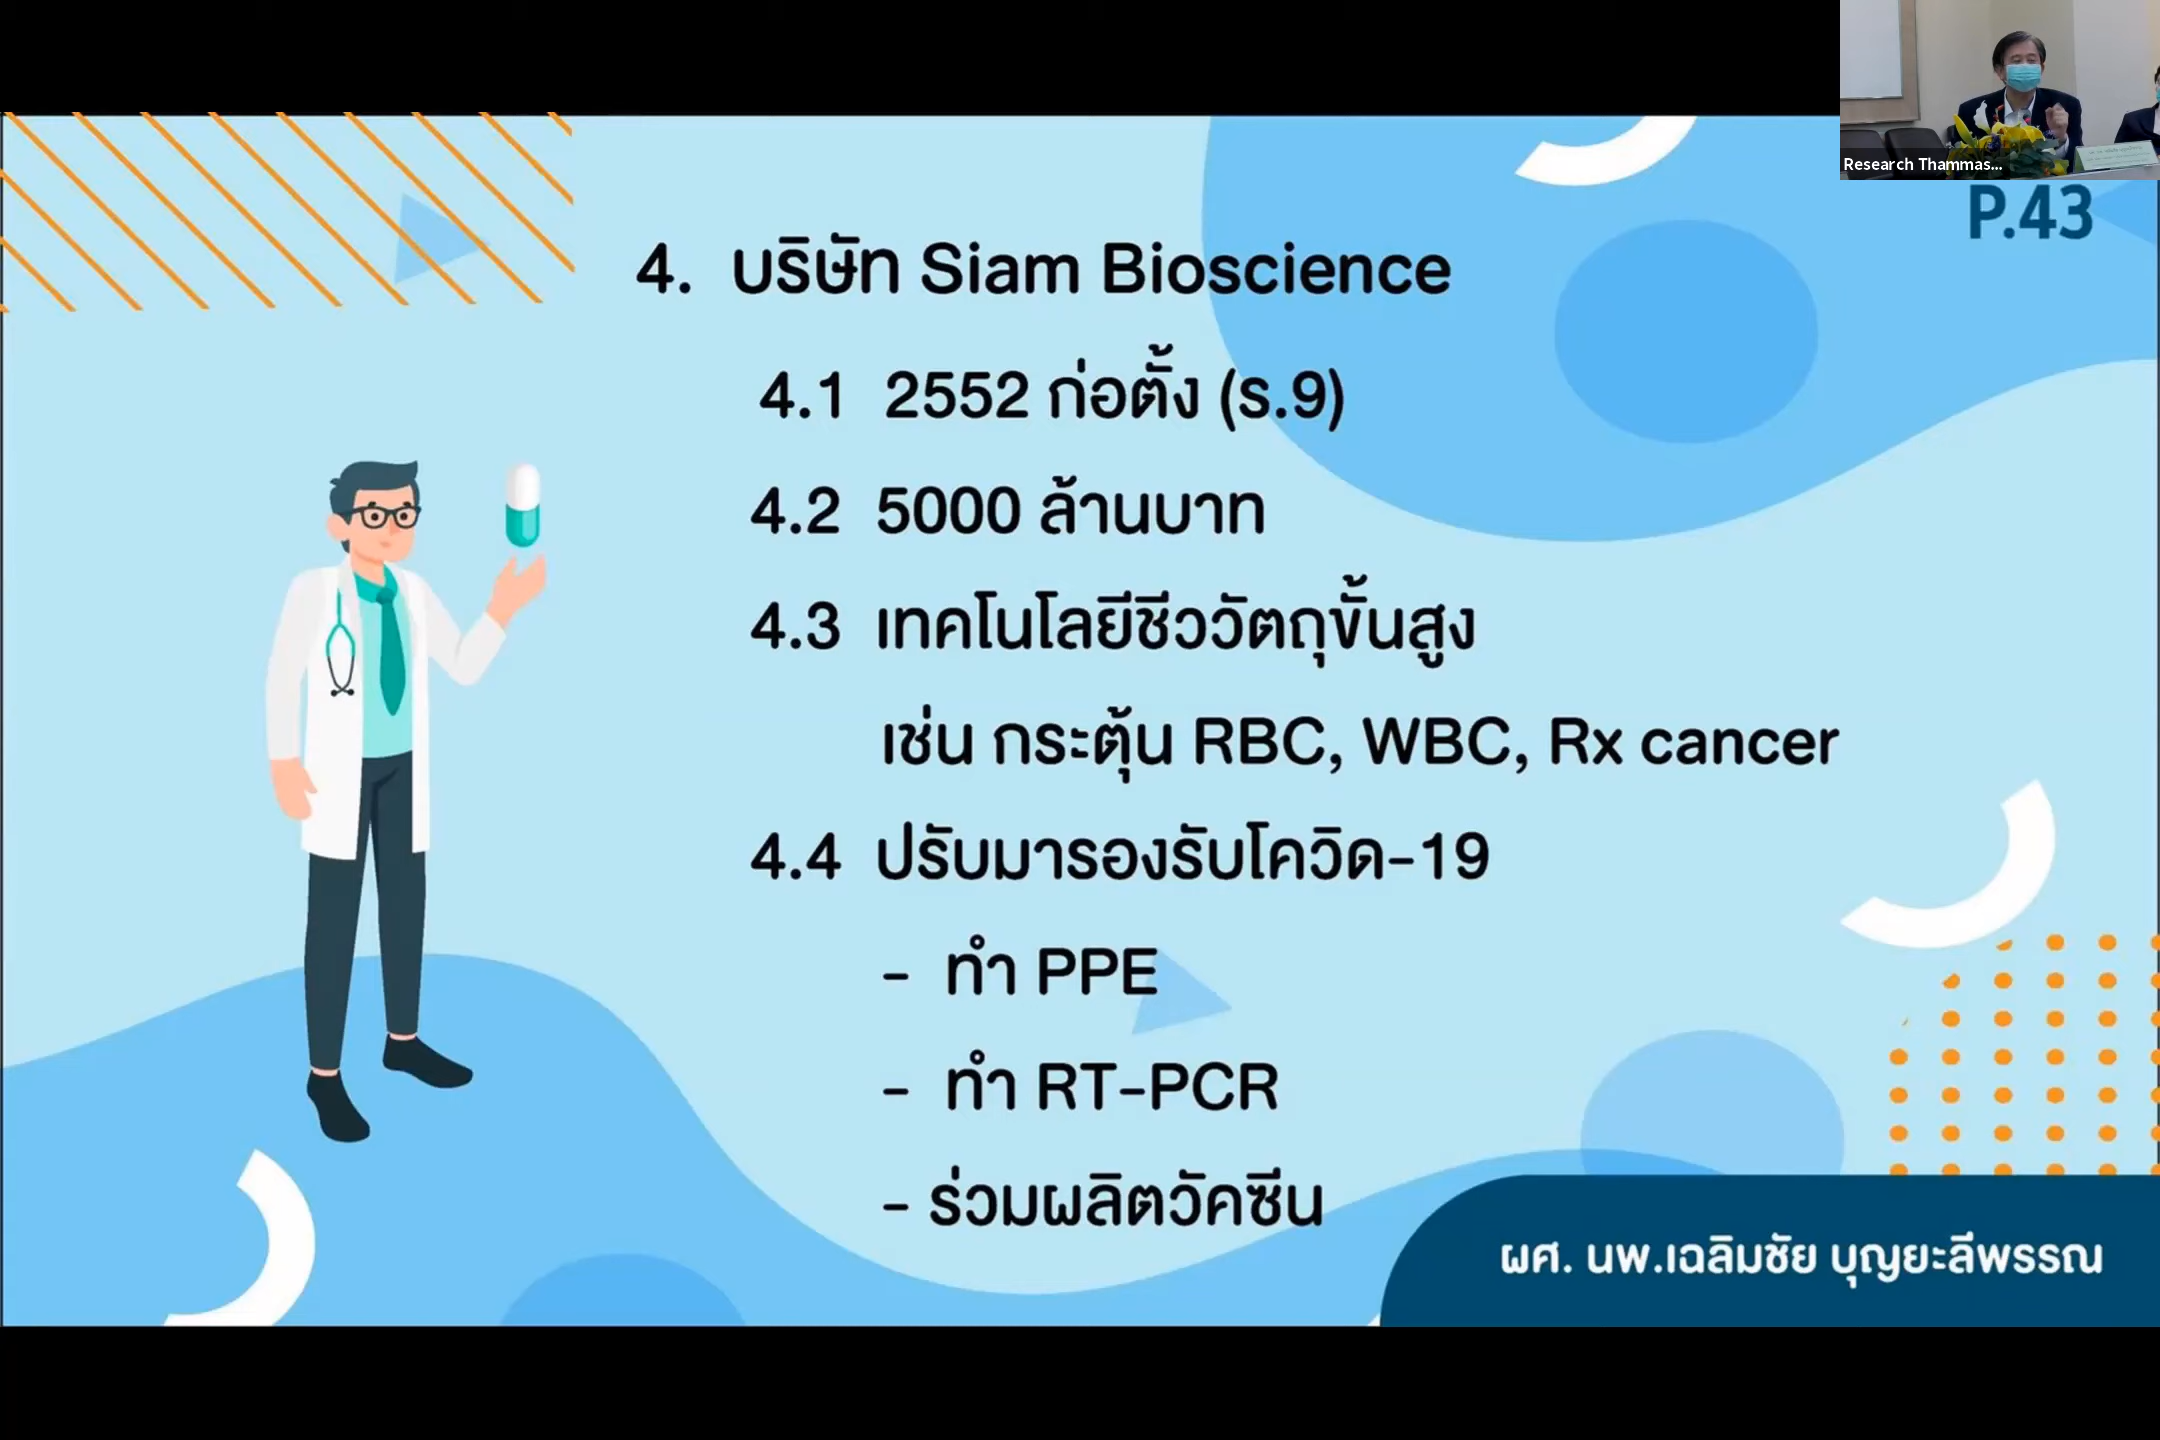 Research Thammas...
P.43
4. บริษัท Siam Bioscience
4.1 2552 ก่อตั้ง (ร.9)
4.2 5000 ล้านบาท
4.3 เทคโนโลยีชีววัตถุขั้นสูง
เช่น กระตุ้น RBC, WBC, Rx cancer
4.4 ปรับมารองรับโควิด-19
- ทำ PPE
- ทำ RT-PCR
- ร่วมผลิตวัคซีน
ผศ. นพ.เฉลิมชัย บุญยะลีพรรณ